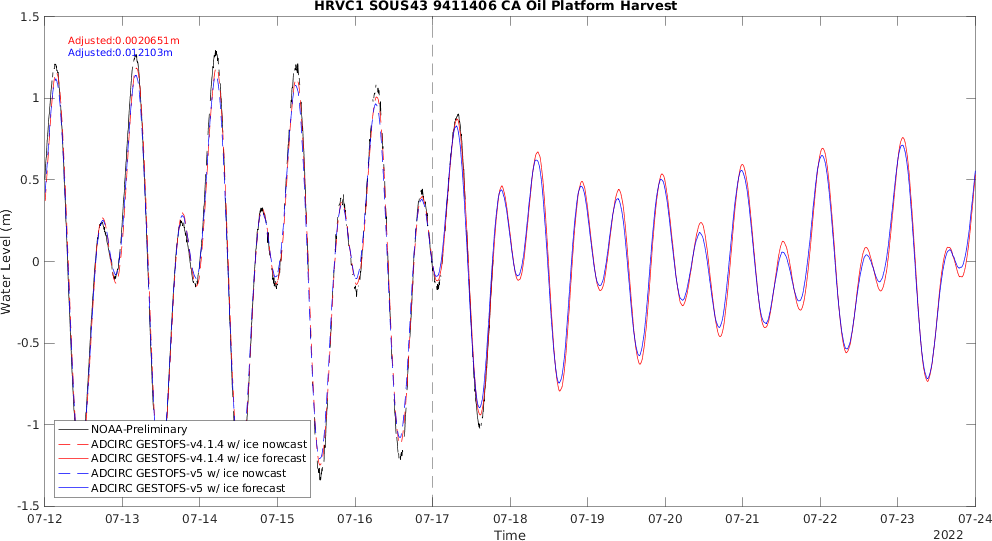 HRVC1 SOUS43 9411406 CA Oil Platform Harvest
Adjusted:0.0020651m
Adjusted:0.012103m
Water Level (m)
1.5
1
0.5
0
-0.5
-1
-1.5
NOAA-Preliminary
ADCIRC GESTOFS-v4.1.4 w/ ice nowcast
ADCIRC GESTOFS-v4.1.4 w/ ice forecast
ADCIRC GESTOFS-v5 w/ ice nowcast
ADCIRC GESTOFS-v5 w/ ice forecast
07-12 07-13 07-14 07-15 07-16 07-17 07-18 07-19 07-20 07-21 07-22 07-23 07-24
Time
2022